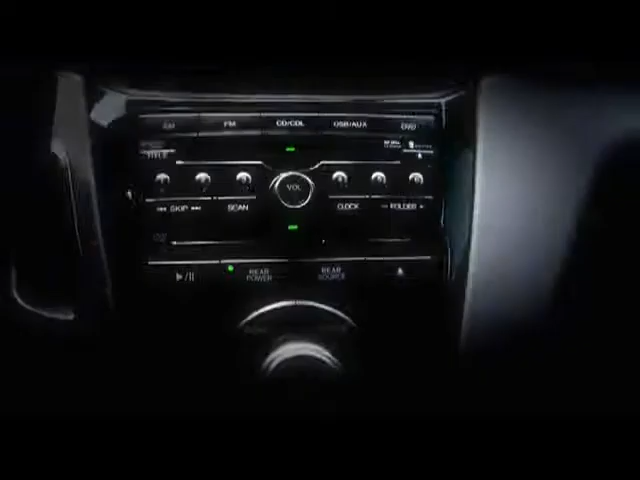 AM FM CD/CDL USB/AUX DVD
TITLE
VOL
SKIP SCAN CLOCK FOLDER
REAR POWER REAR SOURCE